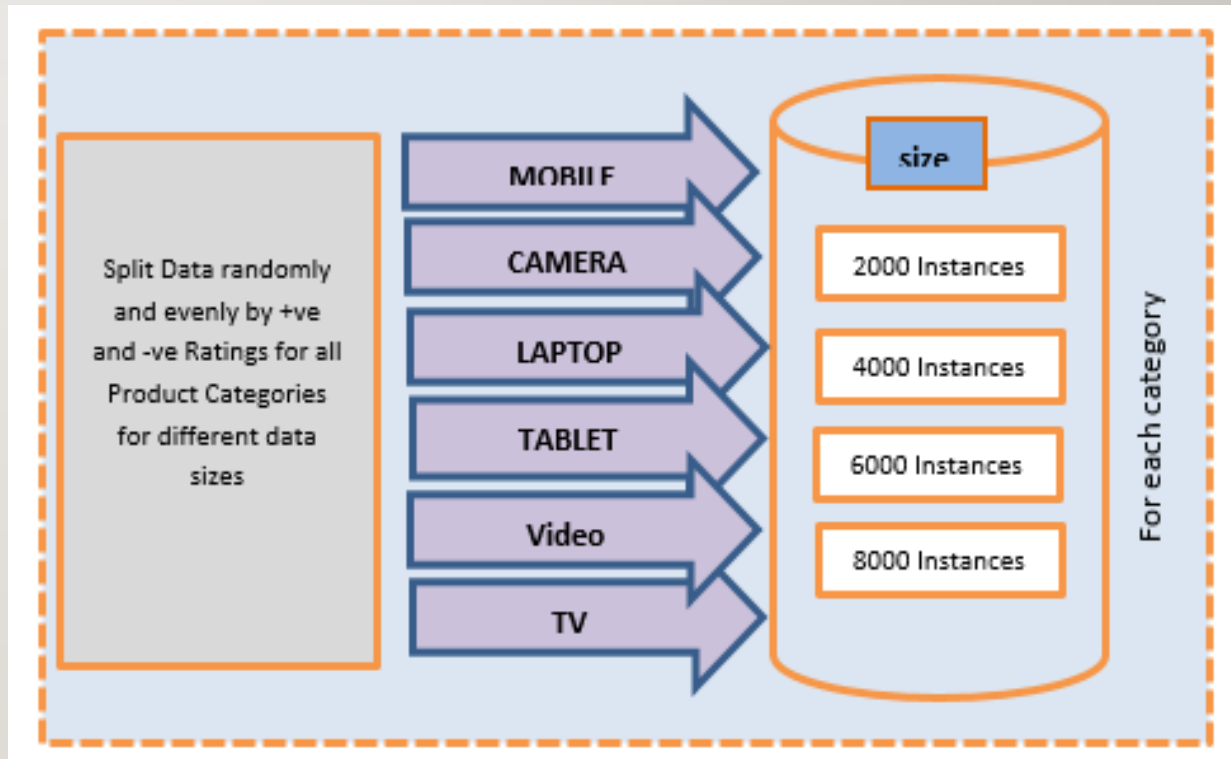 Split Data randomly
and evenly by +ve
and -ve Ratings for all
Product Categories
for different data
sizes
MOBILE
CAMERA
LAPTOP
TABLET
Video
TV
size
2000 Instances
4000 Instances
6000 Instances
8000 Instances
For each category